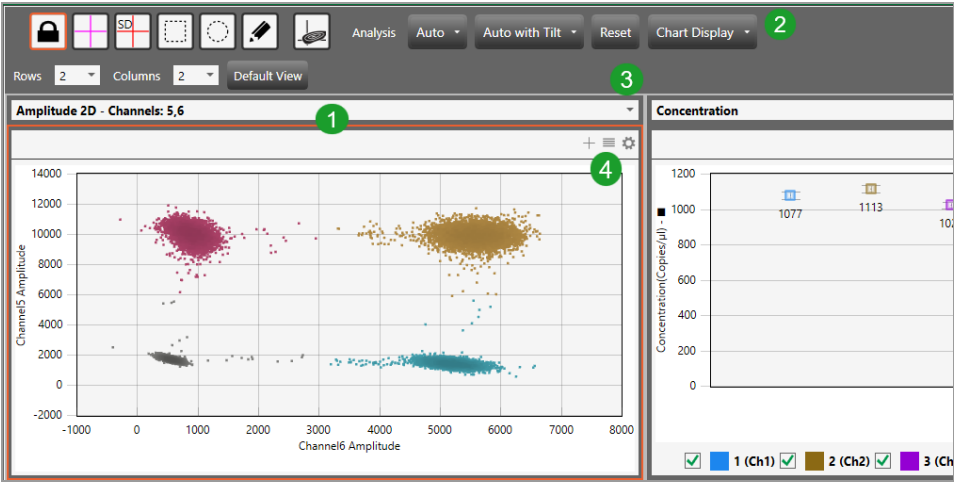 SD
Analysis Auto Auto with Tilt Reset Chart Display 2
Rows 2 Columns 2 Default View
3
Amplitude 2D - Channels: 5,6
1
4
14000
12000
10000
8000
6000
4000
2000
0
-2000
Channel5 Amplitude
-1000 0 1000 2000 3000 4000 5000 6000 7000 8000
Channel6 Amplitude
Concentration
1200
1000
800
600
400
200
0
Concentration(Copies/µl) - ■
1077
1113
1 (Ch1) 2 (Ch2) 3 (Ch